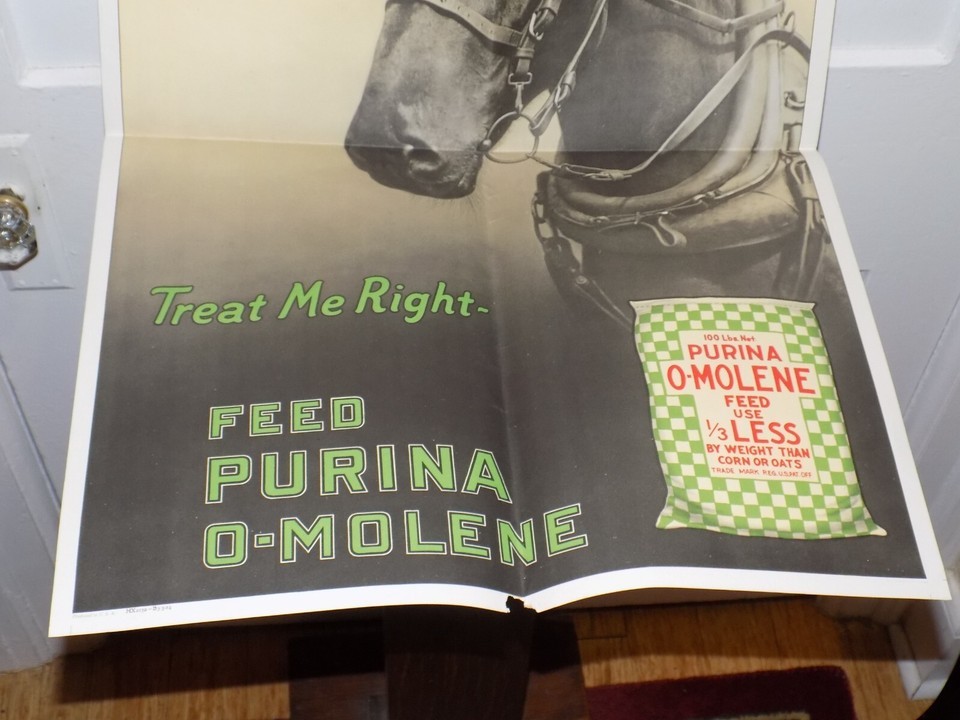 Treat Me Right-
FEED
PURINA
O-MOLENE
100 Lbs. Net
PURINA
O-MOLENE
FEED
USE
1/3 LESS
BY WEIGHT THAN
CORN OR OATS
TRADE MARK REG. U.S. PAT. OFF.